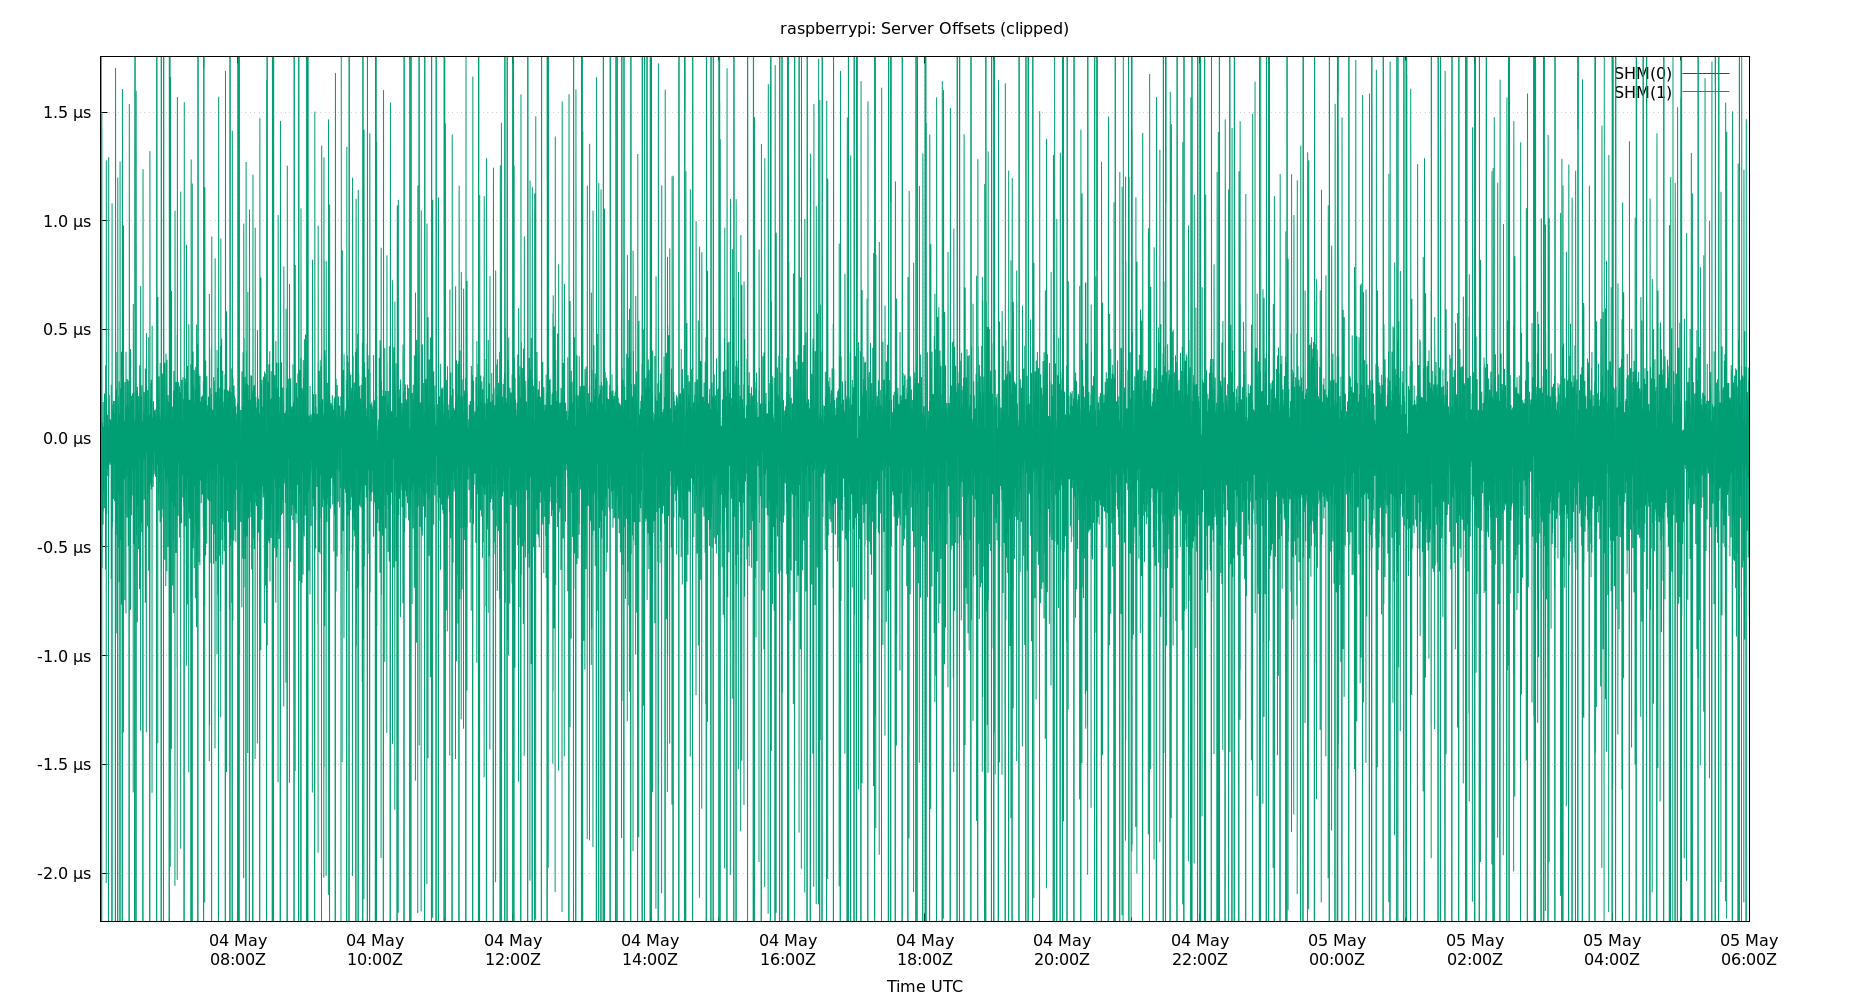 raspberrypi: Server Offsets (clipped)
SHM(0)
SHM(1)
1.5 µs
1.0 µs
0.5 µs
0.0 µs
-0.5 µs
-1.0 µs
-1.5 µs
-2.0 µs
04 May 04 May 04 May 04 May 04 May 04 May 04 May 04 May 05 May 05 May 05 May 05 May
08:00Z 10:00Z 12:00Z 14:00Z 16:00Z 18:00Z 20:00Z 22:00Z 00:00Z 02:00Z 04:00Z 06:00Z
Time UTC